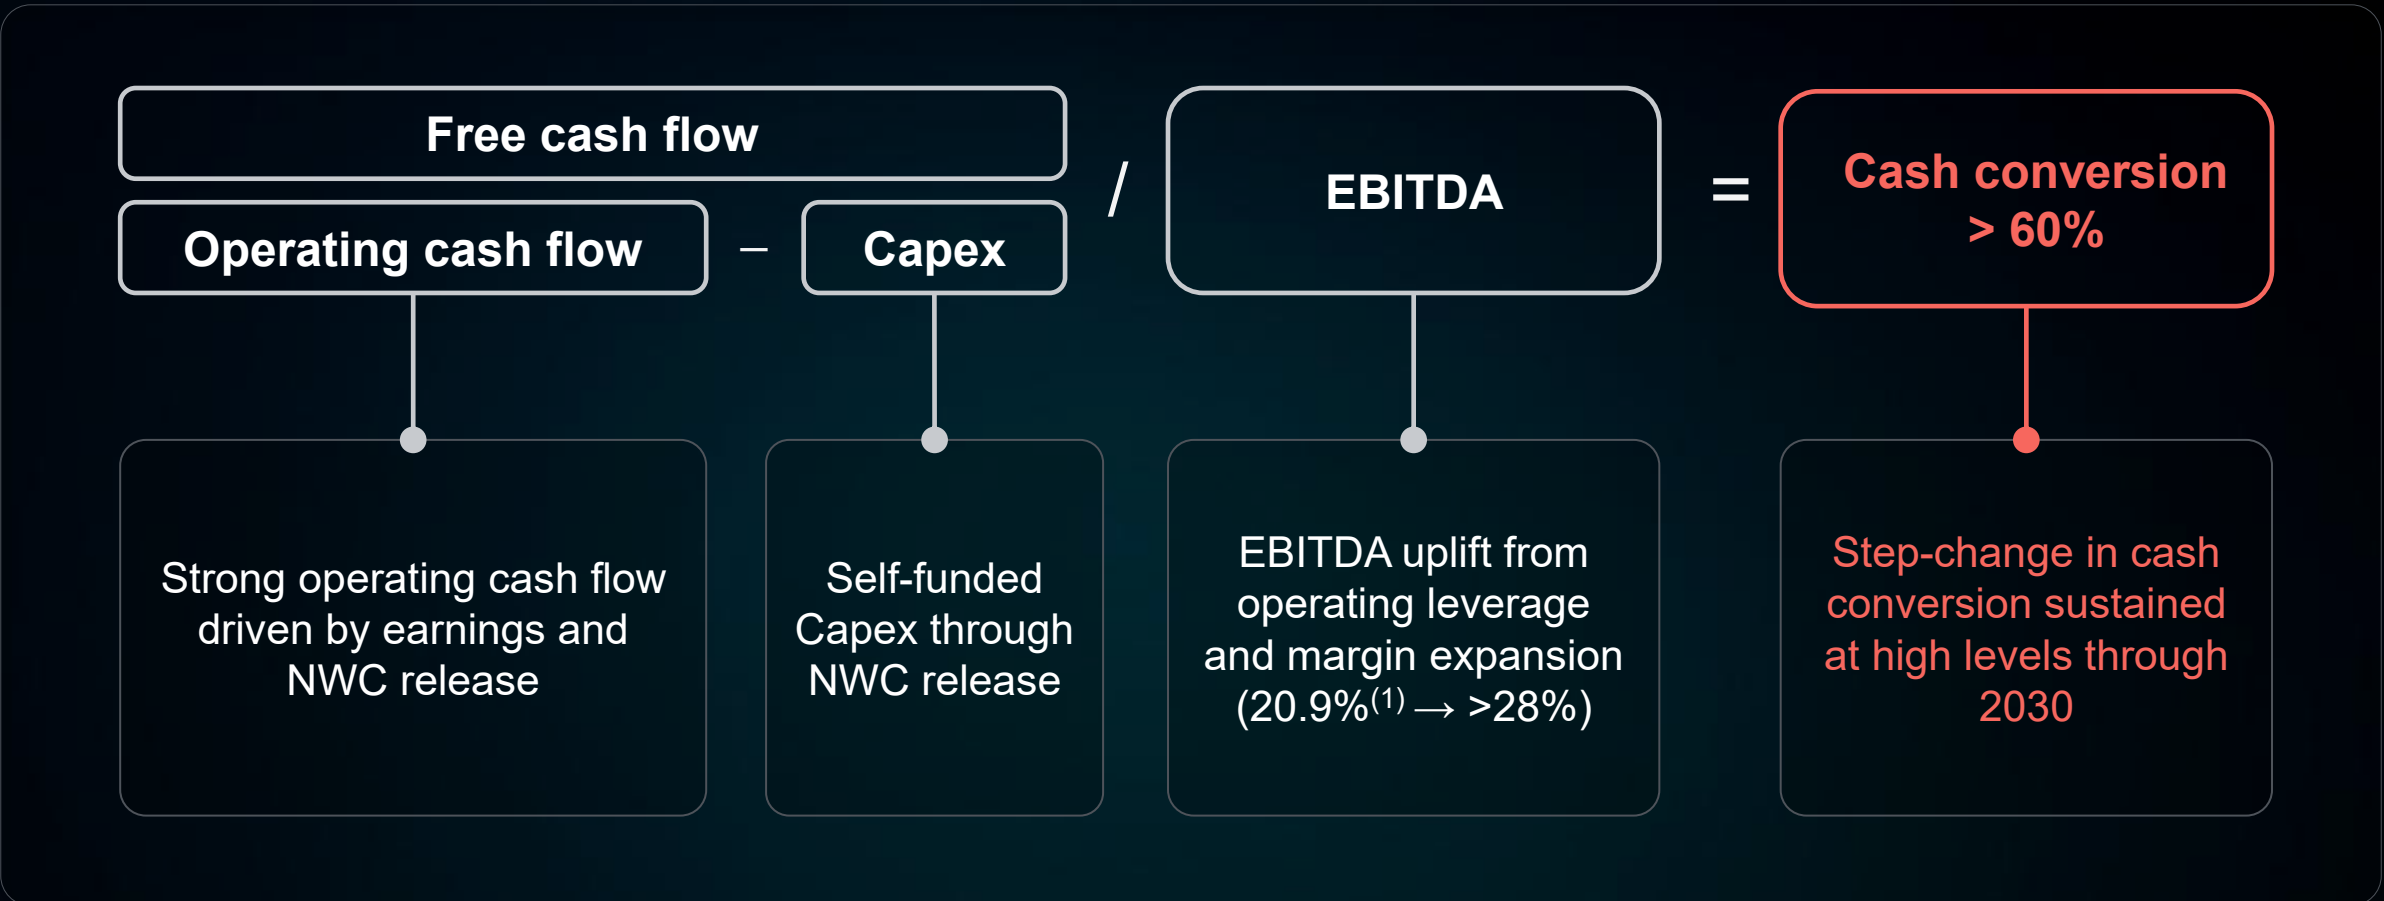 Free cash flow
Operating cash flow – Capex
/
EBITDA
=
Cash conversion
> 60%
Strong operating cash flow
driven by earnings and
NWC release
Self-funded
Capex through
NWC release
EBITDA uplift from
operating leverage
and margin expansion
(20.9%(1) → >28%)
Step-change in cash
conversion sustained
at high levels through
2030